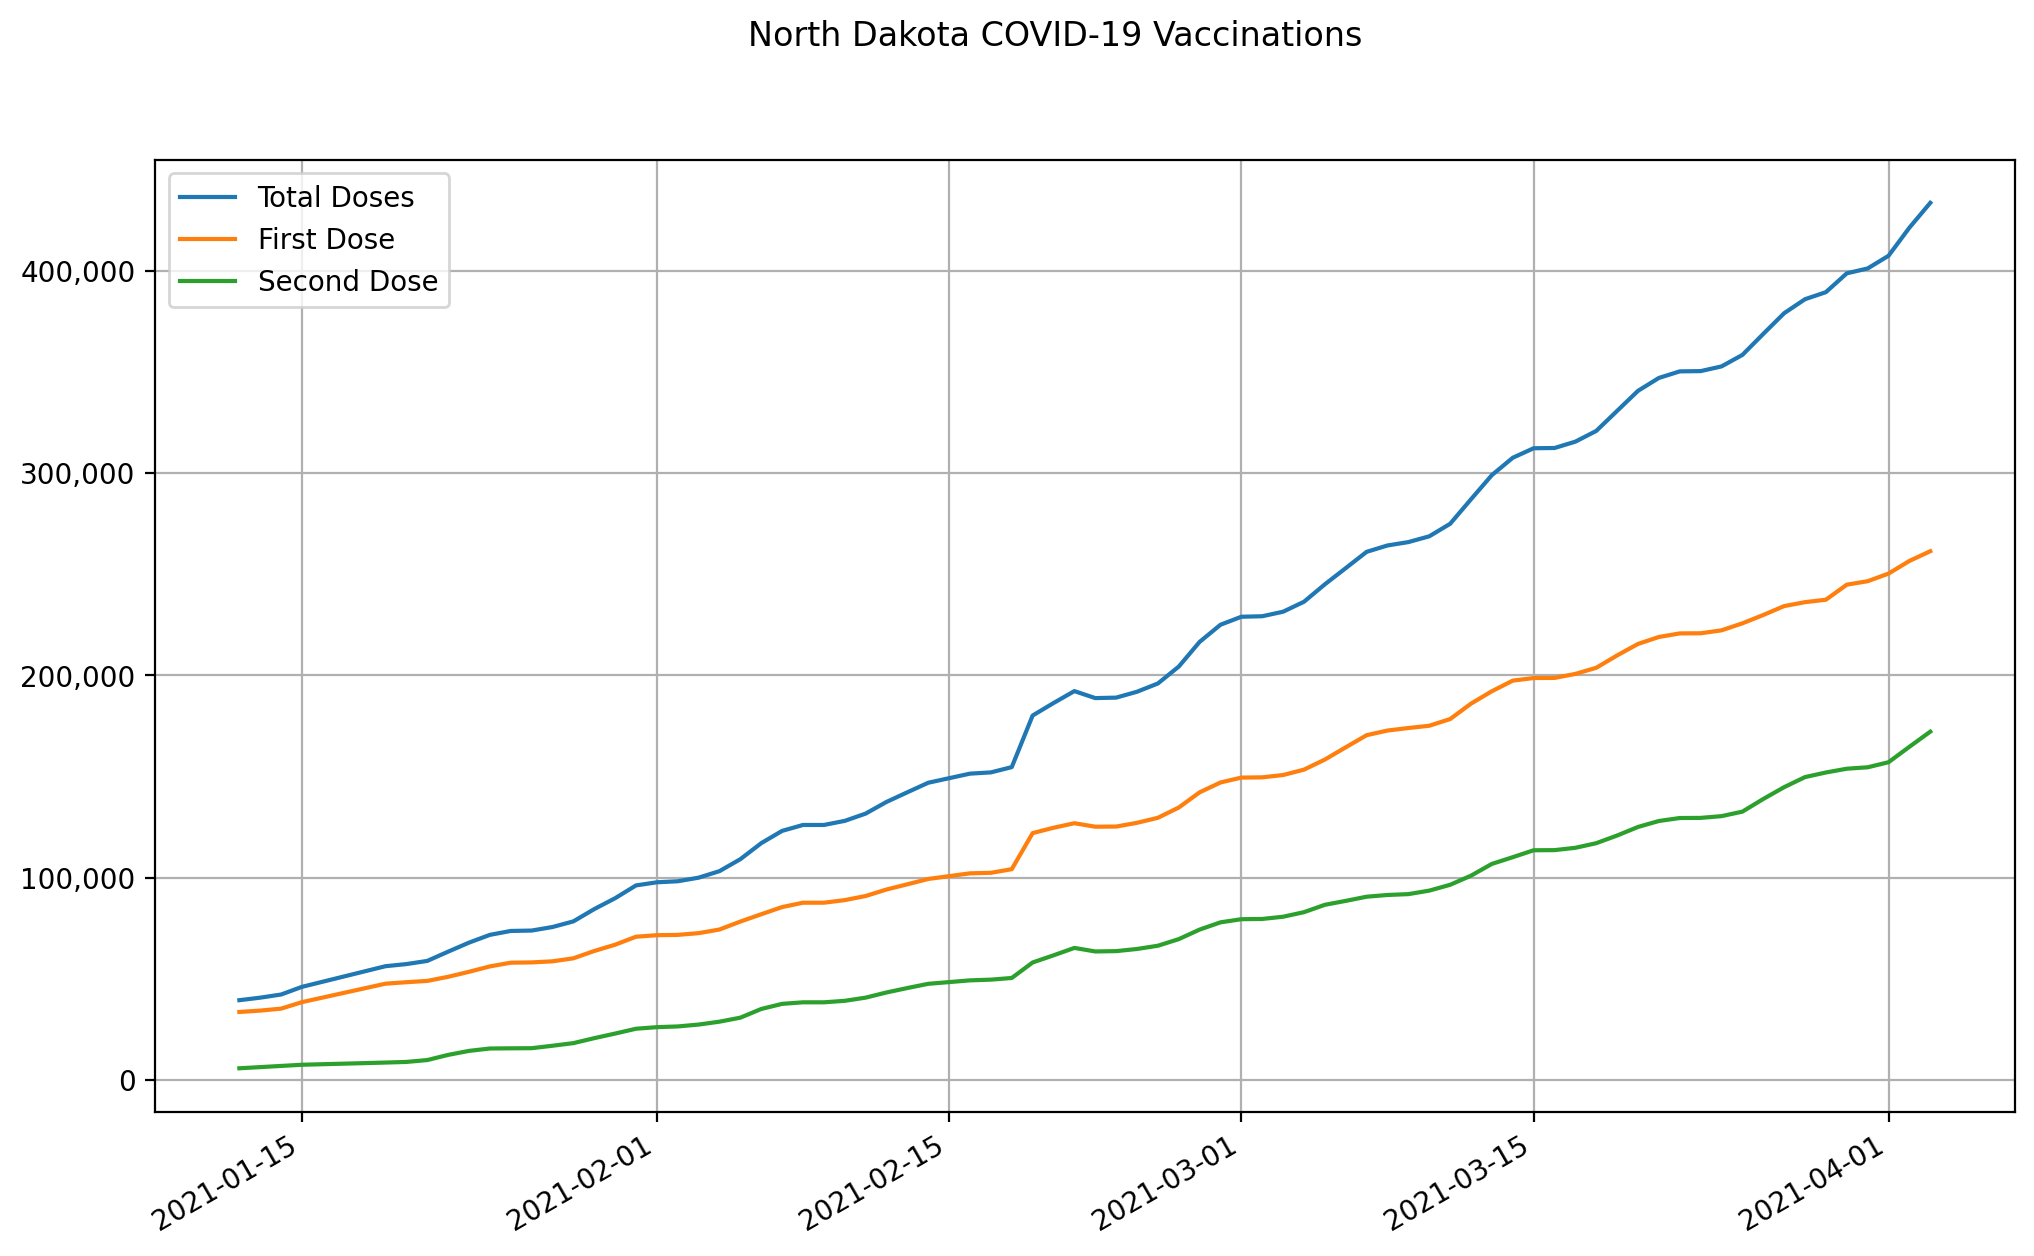 North Dakota COVID-19 Vaccinations
Total Doses
First Dose
Second Dose
400,000
300,000
200,000
100,000
0
2021-01-15
2021-02-01
2021-02-15
2021-03-01
2021-03-15
2021-04-01